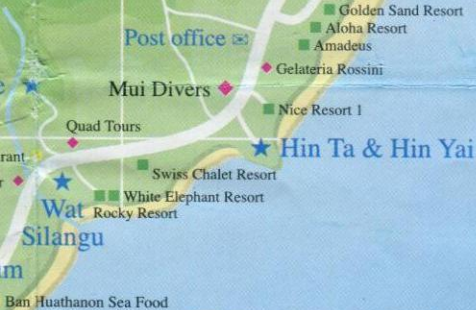 Golden Sand Resort
Aloha Resort
Post office
Amadeus
Gelateria Rossini
Mui Divers
Nice Resort 1
Quad Tours
Hin Ta & Hin Yai
Swiss Chalet Resort
White Elephant Resort
Wat
Rocky Resort
Silangu
Ban Huathanon Sea Food